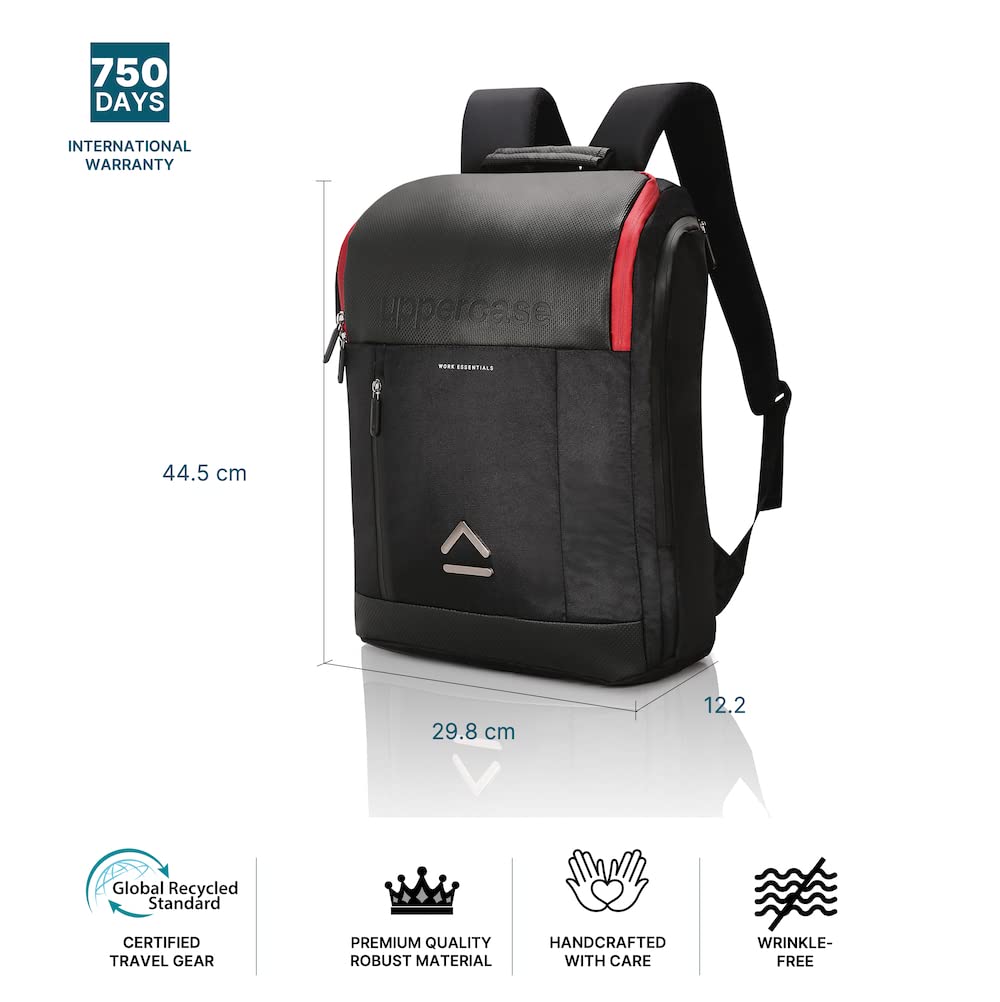 750
DAYS
INTERNATIONAL
WARRANTY
uppercase
WORK ESSENTIALS
44.5 cm
12.2
29.8 cm
Global Recycled
Standard
CERTIFIED
TRAVEL GEAR
PREMIUM QUALITY
ROBUST MATERIAL
HANDCRAFTED
WITH CARE
WRINKLE-
FREE